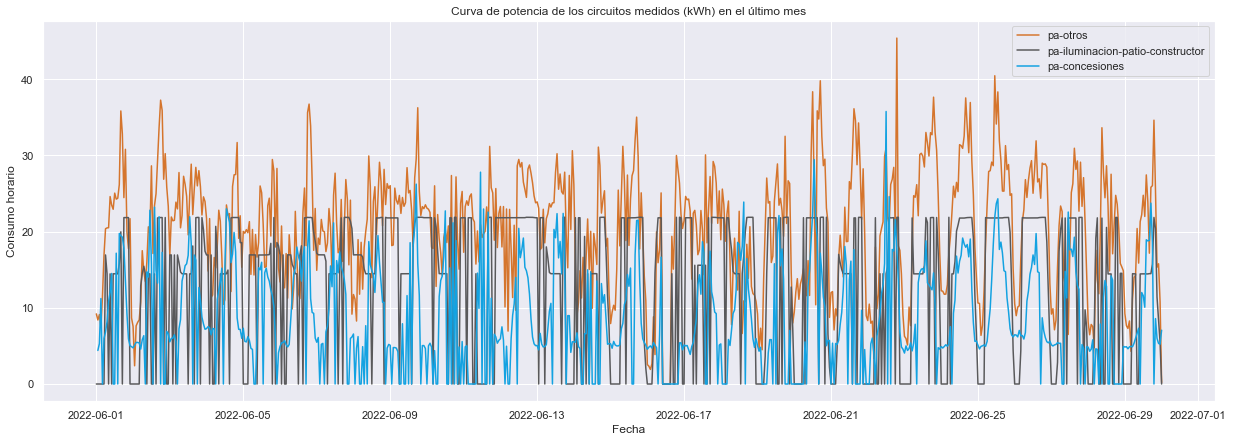 Curva de potencia de los circuitos medidos (kWh) en el último mes
pa-otros
pa-iluminacion-patio-constructor
pa-concesiones
Consumo horario
40
30
20
10
0
2022-06-01
2022-06-05
2022-06-09
2022-06-13
2022-06-17
2022-06-21
2022-06-25
2022-06-29
2022-07-01
Fecha